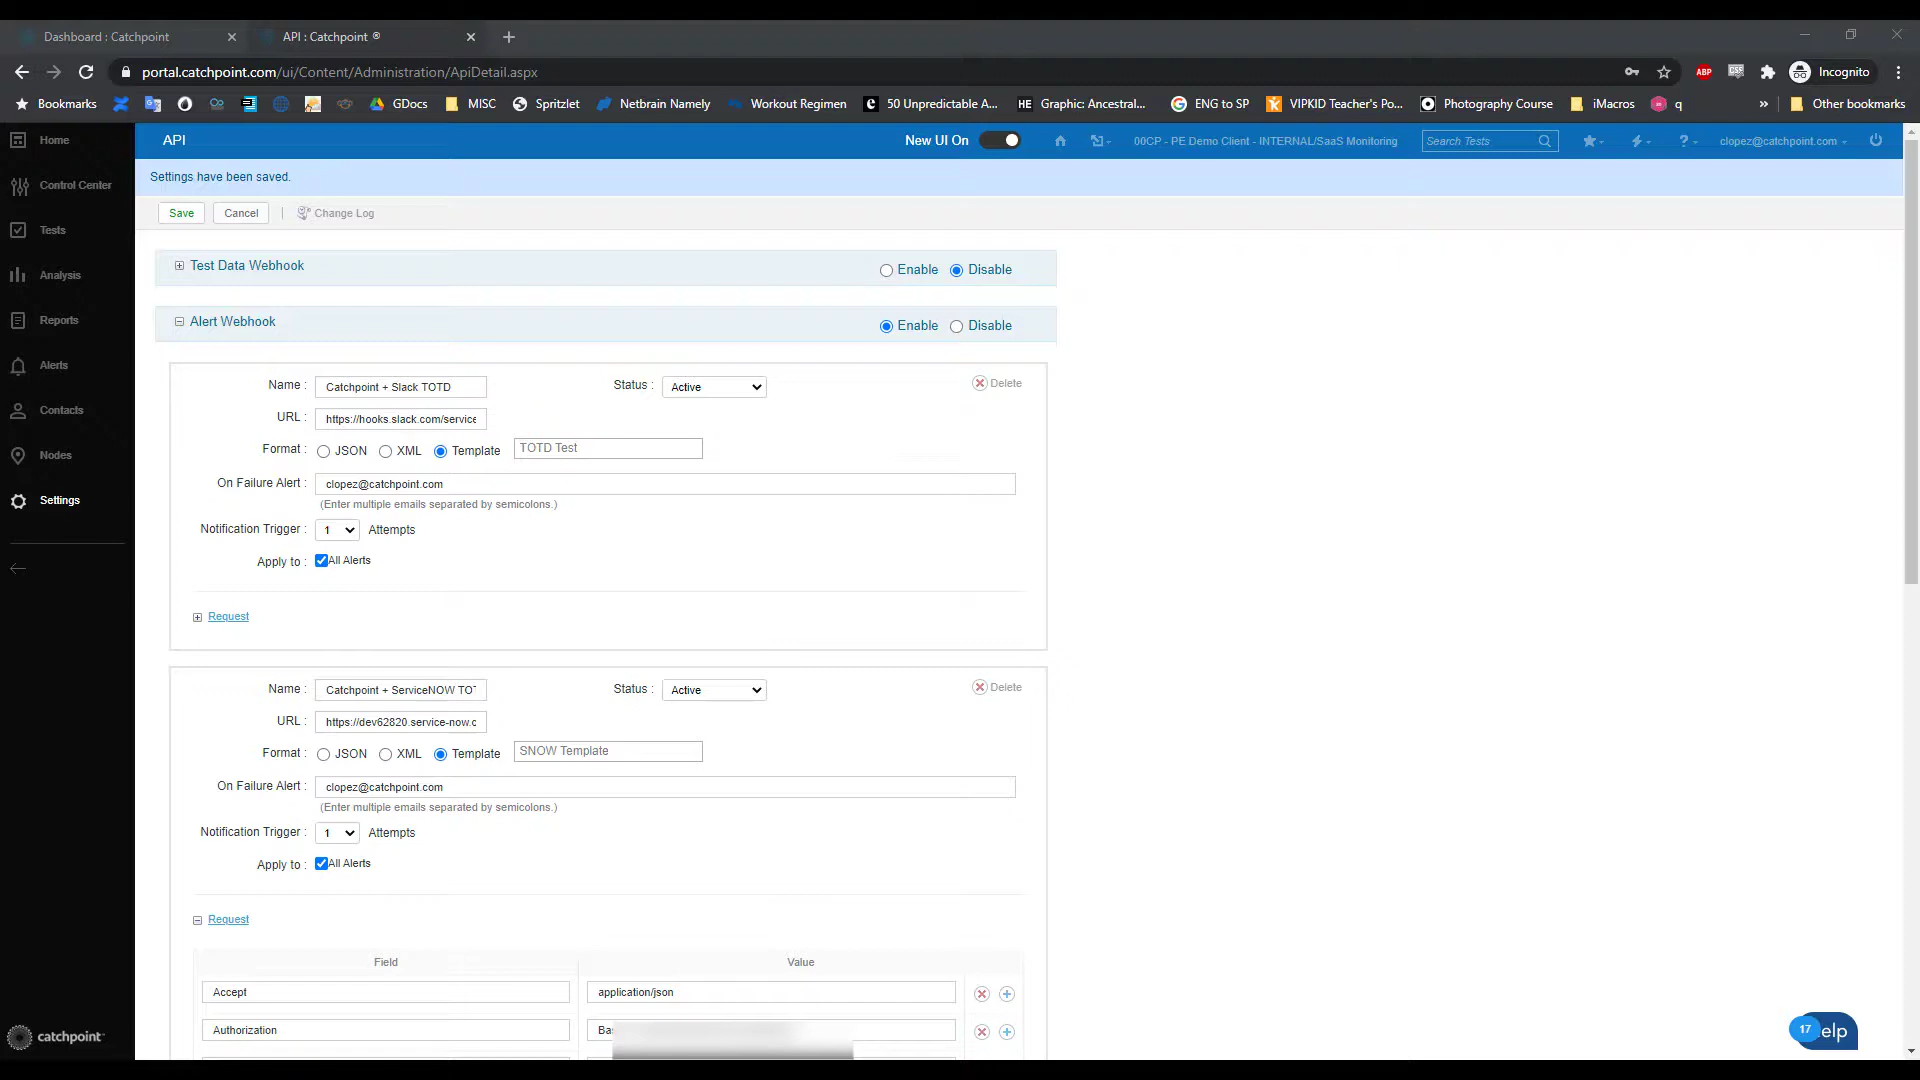 Dashboard : Catchpoint
API : Catchpoint ®
portal.catchpoint.com/ui/Content/Administration/ApiDetail.aspx
ABP
CSS
Incognito
Bookmarks
GDocs
MISC
Spritzlet
Netbrain Namely
Workout Regimen
50 Unpredictable A...
HE
Graphic: Ancestral...
ENG to SP
VIPKID Teacher's Po...
Photography Course
iMacros
q
»
Other bookmarks
Home
Control Center
Tests
Analysis
Reports
Alerts
Contacts
Nodes
Settings
catchpoint
API
New UI On
00CP - PE Demo Client - INTERNAL/SaaS Monitoring
Search Tests
clopez@catchpoint.com
Settings have been saved.
Save
Cancel
|
Change Log
Test Data Webhook
Enable
Disable
Alert Webhook
Enable
Disable
Name :
Catchpoint + Slack TOTD
Status :
Active
Delete
URL :
https://hooks.slack.com/service
Format :
JSON
XML
Template
TOTD Test
On Failure Alert :
clopez@catchpoint.com
(Enter multiple emails separated by semicolons.)
Notification Trigger :
1
Attempts
Apply to :
All Alerts
Request
Name :
Catchpoint + ServiceNOW TO
Status :
Active
Delete
URL :
https://dev62820.service-now.c
Format :
JSON
XML
Template
SNOW Template
On Failure Alert :
clopez@catchpoint.com
(Enter multiple emails separated by semicolons.)
Notification Trigger :
1
Attempts
Apply to :
All Alerts
Request
Field
Value
Accept
application/json
Authorization
17
elp